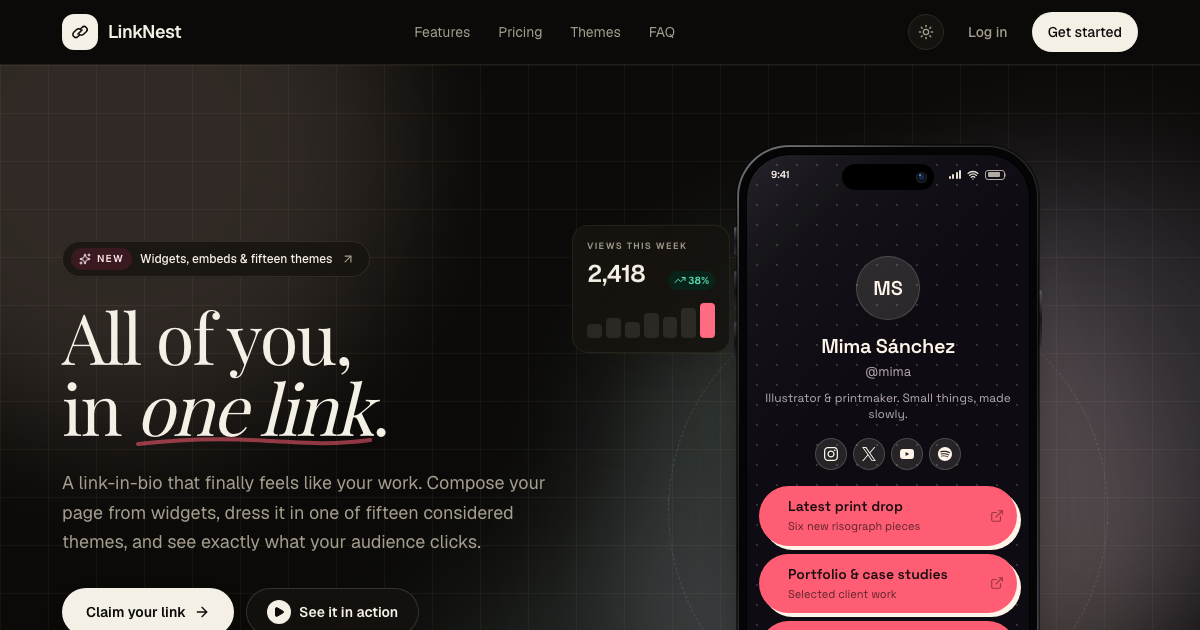 LinkNest
Features
Pricing
Themes
FAQ
Log in
Get started
NEW
Widgets, embeds & fifteen themes
All of you,
in one link.
A link-in-bio that finally feels like your work. Compose your
page from widgets, dress it in one of fifteen considered
themes, and see exactly what your audience clicks.
Claim your link
See it in action
VIEWS THIS WEEK
2,418
38%
9:41
MS
Mima Sánchez
@mima
Illustrator & printmaker. Small things, made
slowly.
Latest print drop
Six new risograph pieces
Portfolio & case studies
Selected client work